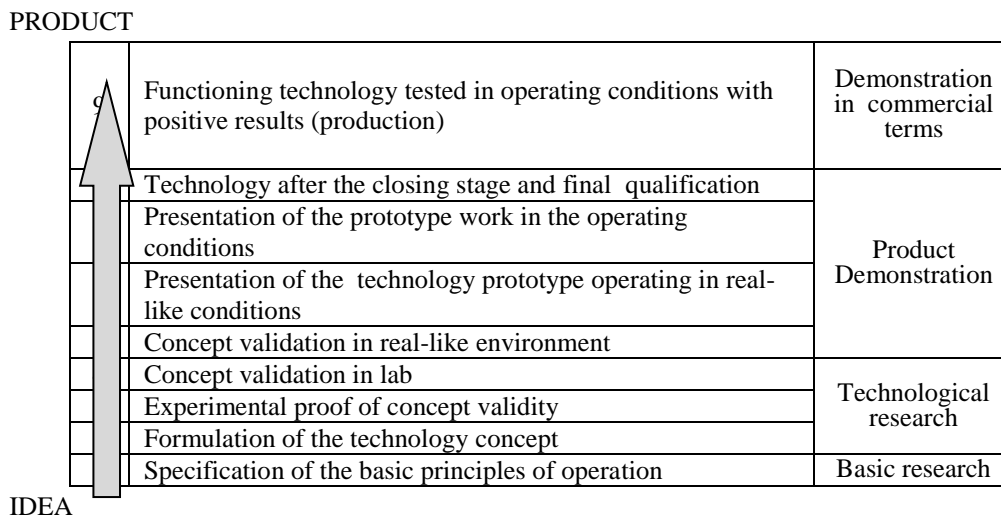 PRODUCT
9
Functioning technology tested in operating conditions with
positive results (production)
Demonstration
in commercial
terms
Technology after the closing stage and final qualification
Presentation of the prototype work in the operating
conditions
Presentation of the technology prototype operating in real-
like conditions
Concept validation in real-like environment
Product
Demonstration
Concept validation in lab
Experimental proof of concept validity
Formulation of the technology concept
Technological
research
Specification of the basic principles of operation
Basic research
IDEA